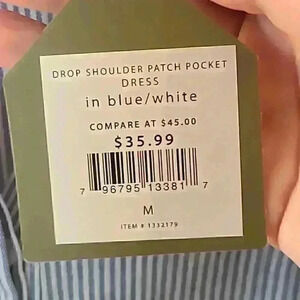 DROP SHOULDER PATCH POCKET
DRESS
in blue/white
COMPARE AT $45.00
$35.99
7 96795 13381 7
M
ITEM # 1332179